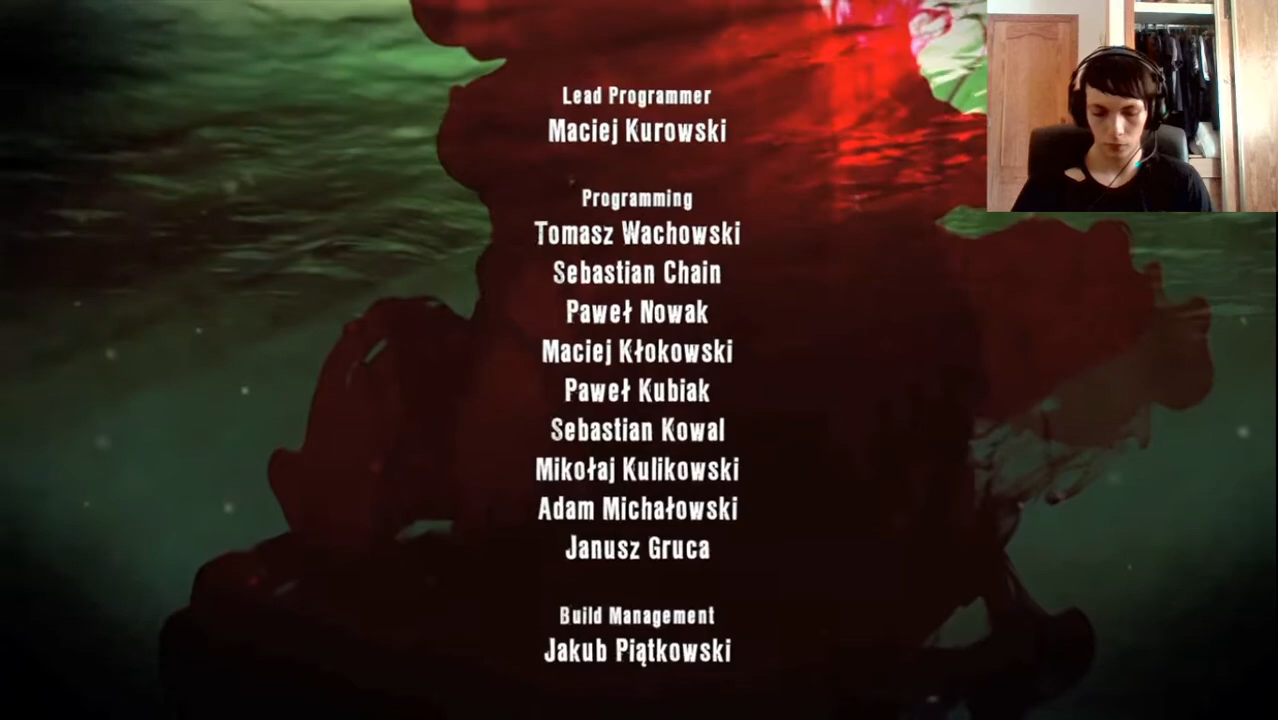 Lead Programmer
Maciej Kurowski
Programming
Tomasz Wachowski
Sebastian Chain
Paweł Nowak
Maciej Kłokowski
Paweł Kubiak
Sebastian Kowal
Mikołaj Kulikowski
Adam Michałowski
Janusz Gruca
Build Management
Jakub Piątkowski